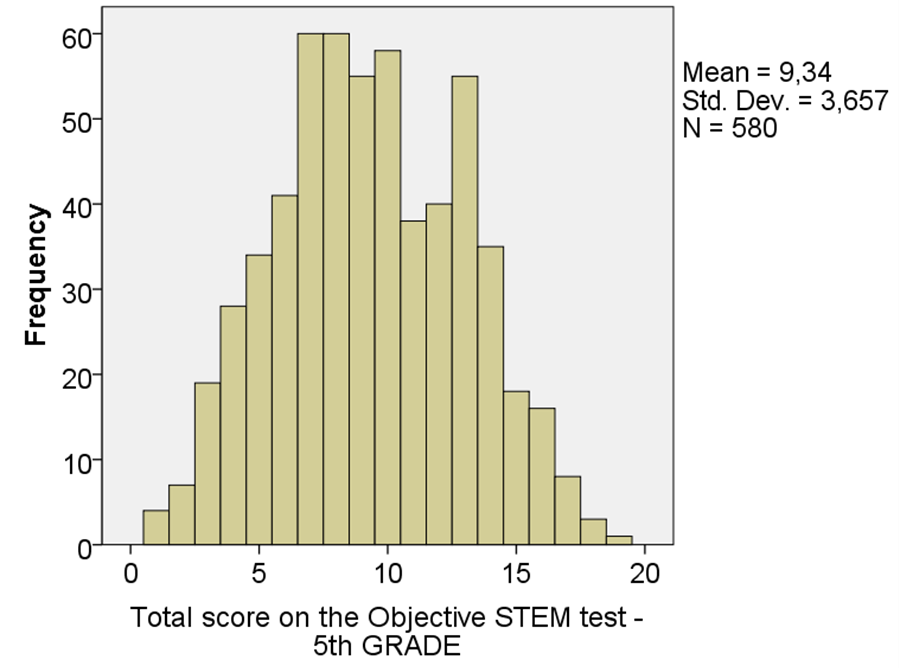 60
50
40
30
20
10
0
Frequency
0 5 10 15 20
Total score on the Objective STEM test -
5th GRADE
Mean = 9,34
Std. Dev. = 3,657
N = 580